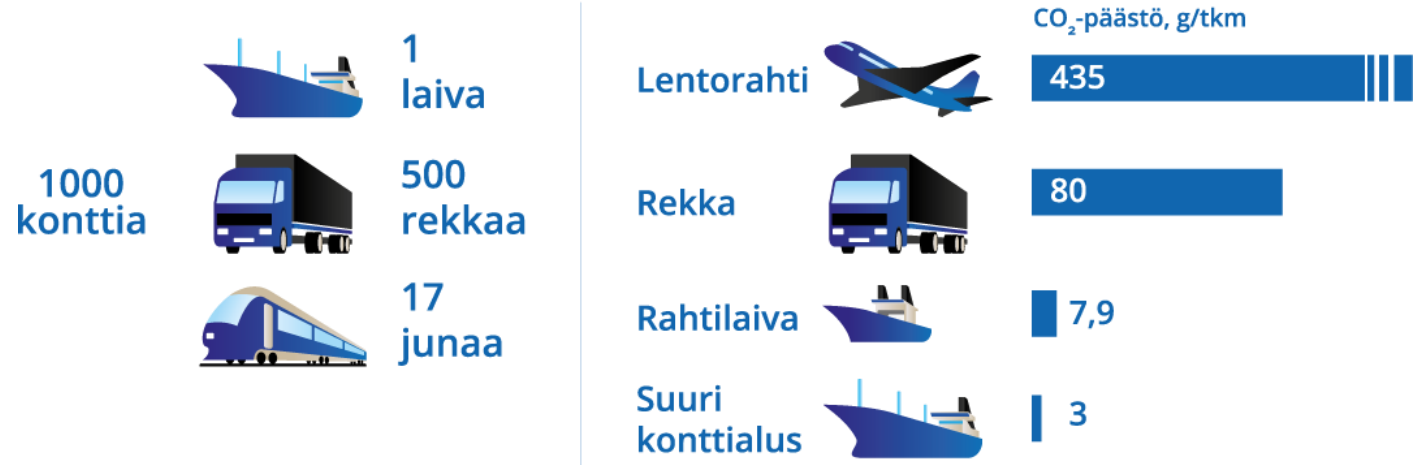 1000
konttia
1
laiva
500
rekkaa
17
junaa
CO₂-päästö, g/tkm
Lentorahti
435
Rekka
80
Rahtilaiva
7,9
Suuri
konttialus
3